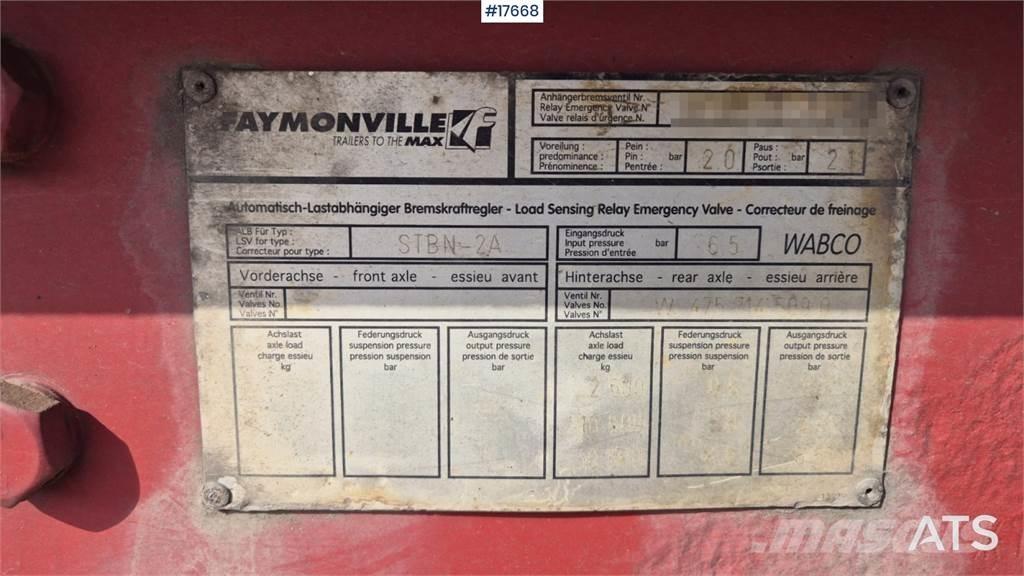 #17668
FAYMONVILLE
TRAILERS TO THE MAX
Anhängerbremsventil Nr.
Relay Emergency Valve N°
Valve relais d'urgence N.
Voreilung :
predominance :
Prénominence :
Pein :
Pin : bar
Pentrée :
20
Paus :
Pout : bar
Psortie :
21
Automatisch-Lastabhängiger Bremskraftregler - Load Sensing Relay Emergency Valve - Correcteur de freinage
ALB Für Typ :
LSV for type :
Correcteur pour type :
STBN-2A
Eingangsdruck
Input pressure bar
Pression d'entrée
65
WABCO
Vorderachse - front axle - essieu avant
Hinterachse - rear axle - essieu arrière
Ventil Nr.
Valves No.
Valves N°
Ventil Nr.
Valves No.
Valves N°
Achslast
axle load
charge essieu
kg
Federungsdruck
suspension pressure
pression suspension
bar
Ausgangsdruck
output pressure
pression de sortie
bar
Achslast
axle load
charge essieu
kg
Federungsdruck
suspension pressure
pression suspension
bar
Ausgangsdruck
output pressure
pression de sortie
bar
ATS